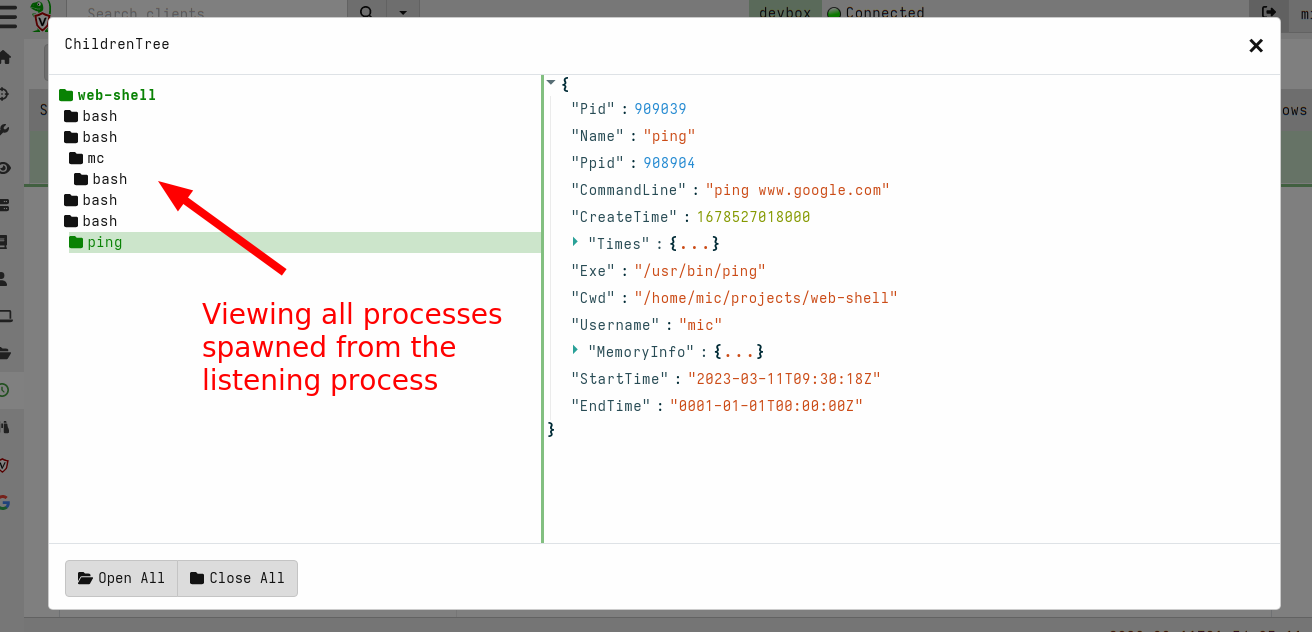 Search clients
devbox
Connected
ChildrenTree
web-shell
bash
bash
mc
bash
bash
bash
ping
Viewing all processes
spawned from the
listening process
{
"Pid" : 909039
"Name" : "ping"
"Ppid" : 908904
"CommandLine" : "ping www.google.com"
"CreateTime" : 1678527018000
"Times" : {...}
"Exe" : "/usr/bin/ping"
"Cwd" : "/home/mic/projects/web-shell"
"Username" : "mic"
"MemoryInfo" : {...}
"StartTime" : "2023-03-11T09:30:18Z"
"EndTime" : "0001-01-01T00:00:00Z"
}
Open All
Close All